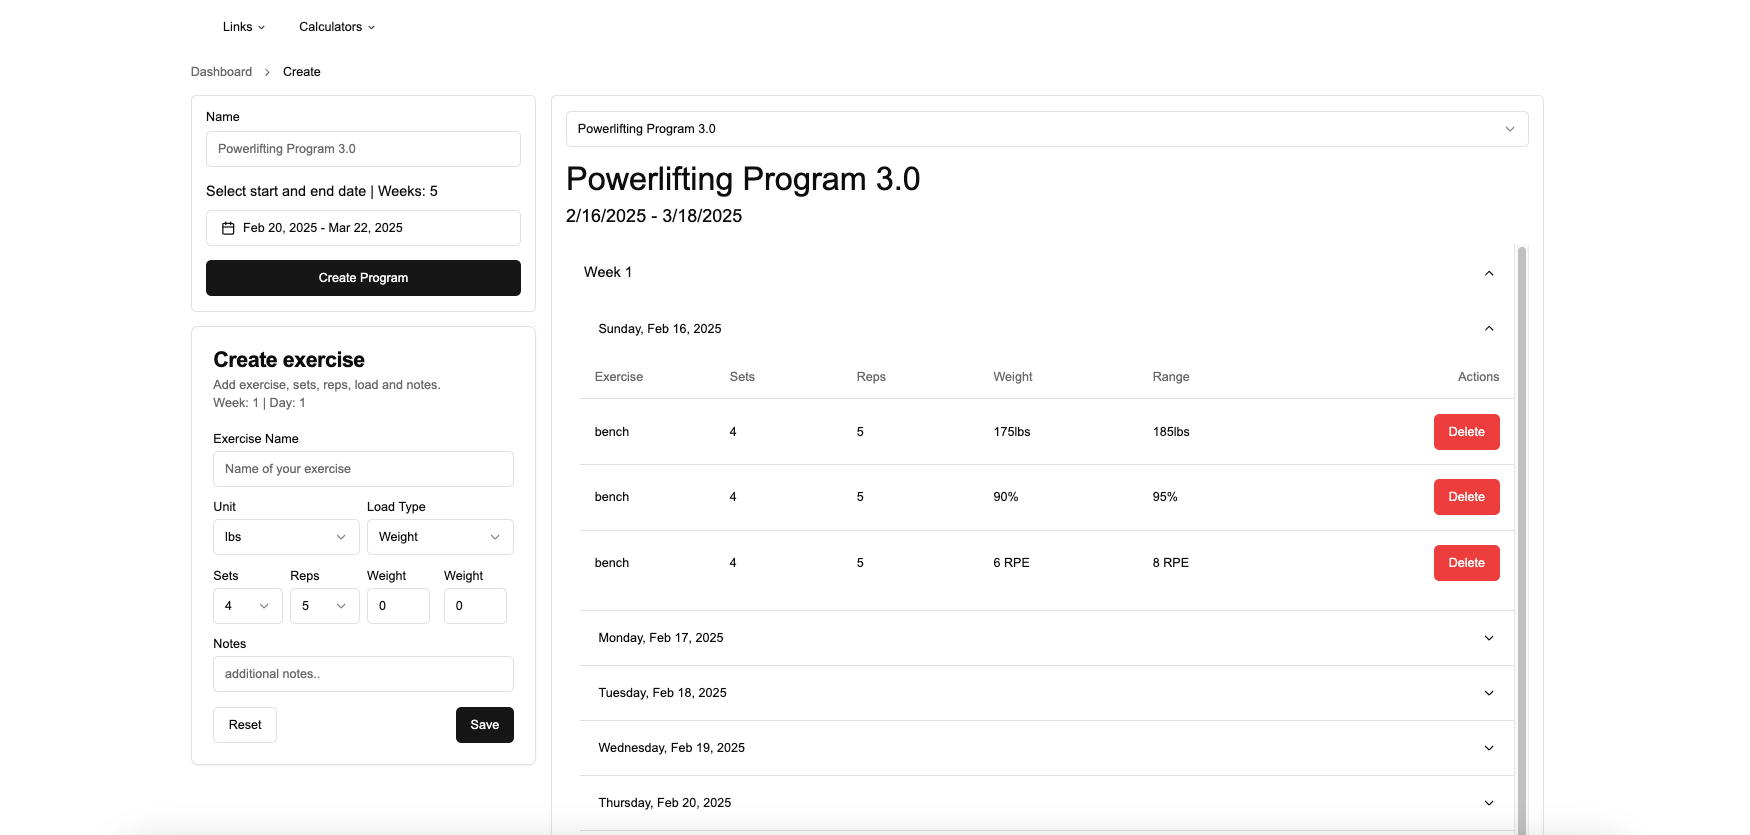 Links
Calculators
Dashboard > Create
Name
Powerlifting Program 3.0
Select start and end date | Weeks: 5
Feb 20, 2025 - Mar 22, 2025
Create Program
Create exercise
Add exercise, sets, reps, load and notes.
Week: 1 | Day: 1
Exercise Name
Name of your exercise
Unit
Load Type
lbs
Weight
Sets
Reps
Weight
Weight
4
5
0
0
Notes
additional notes..
Reset
Save
Powerlifting Program 3.0
Powerlifting Program 3.0
2/16/2025 - 3/18/2025
Week 1
Sunday, Feb 16, 2025
Exercise Sets Reps Weight Range Actions
bench 4 5 175lbs 185lbs Delete
bench 4 5 90% 95% Delete
bench 4 5 6 RPE 8 RPE Delete
Monday, Feb 17, 2025
Tuesday, Feb 18, 2025
Wednesday, Feb 19, 2025
Thursday, Feb 20, 2025